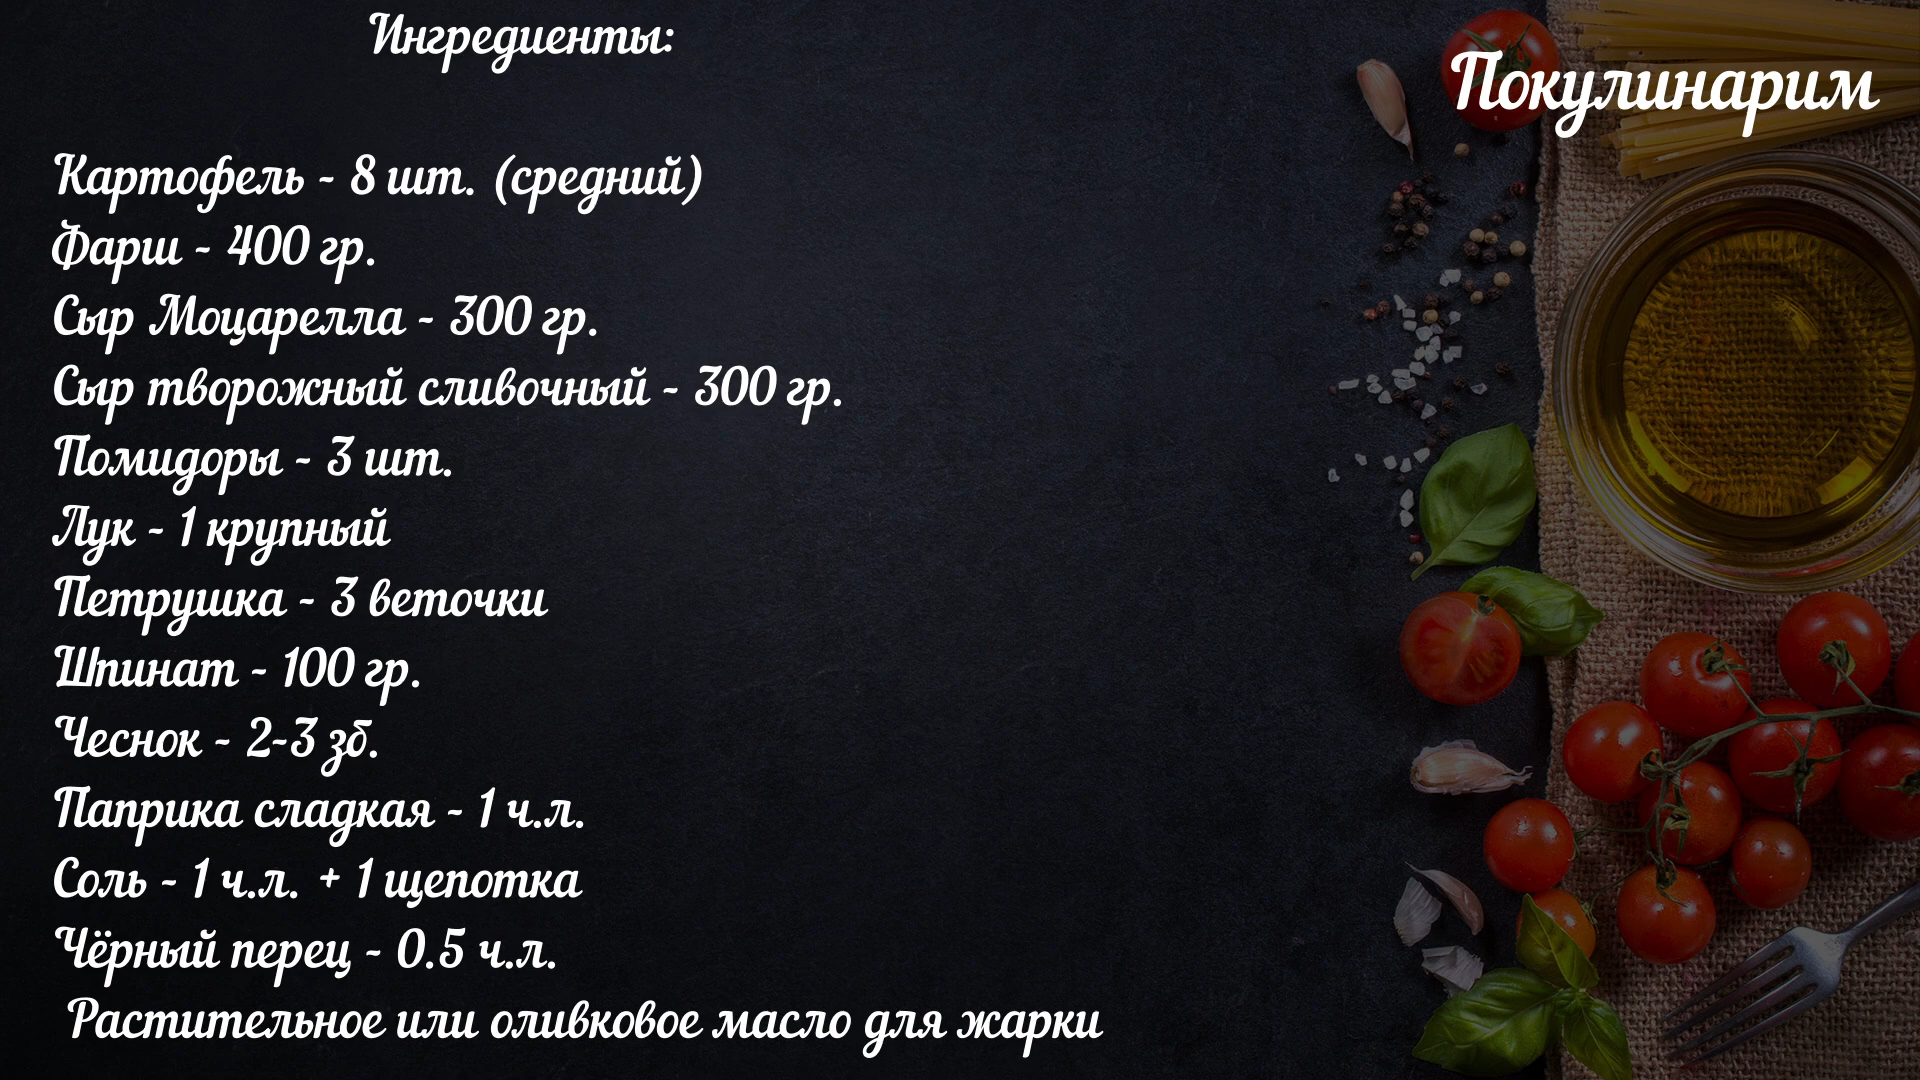 Ингредиенты:
Покулинарим
Картофель - 8 шт. (средний)
Фарш - 400 гр.
Сыр Моцарелла - 300 гр.
Сыр творожный сливочный - 300 гр.
Помидоры - 3 шт.
Лук - 1 крупный
Петрушка - 3 веточки
Шпинат - 100 гр.
Чеснок - 2-3 зб.
Паприка сладкая - 1 ч.л.
Соль - 1 ч.л. + 1 щепотка
Чёрный перец - 0.5 ч.л.
Растительное или оливковое масло для жарки